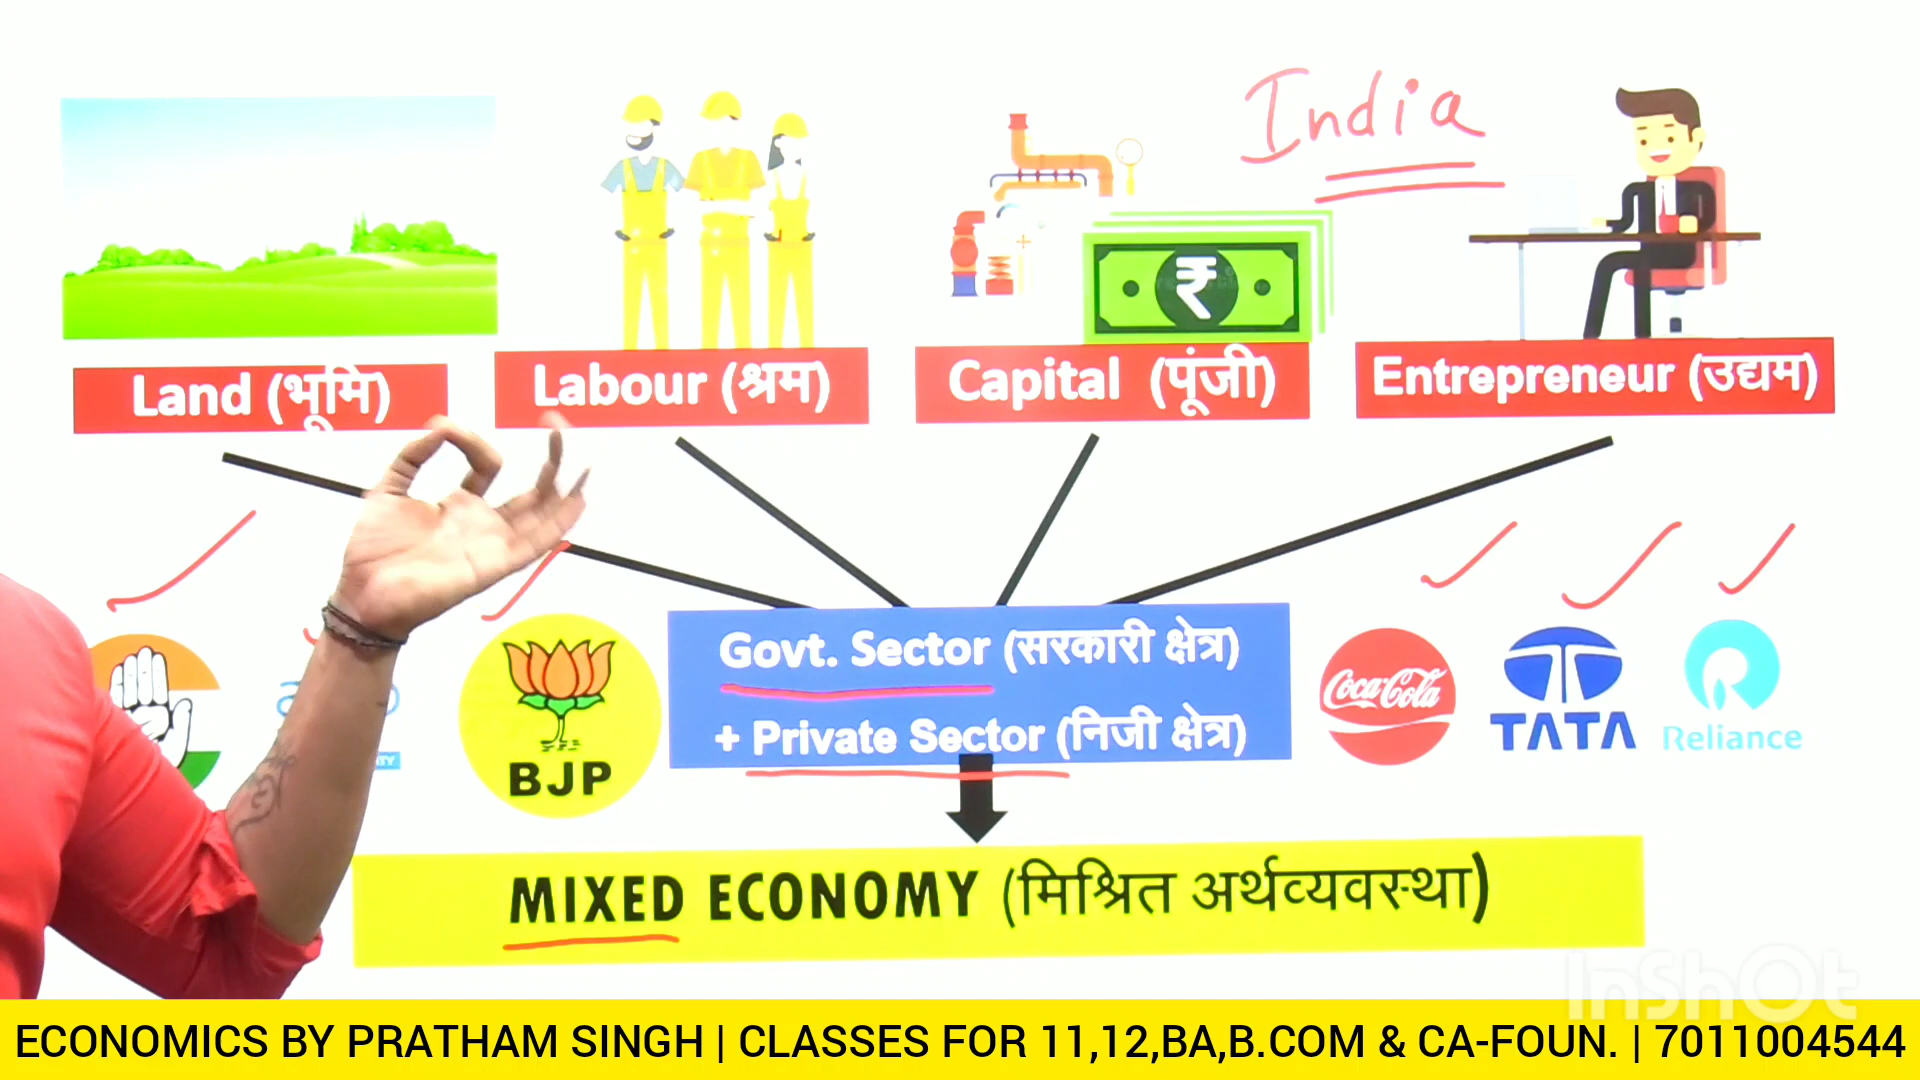 India
₹
Land (भूमि)
Labour (श्रम)
Capital (पूंजी)
Entrepreneur (उद्यम)
Govt. Sector (सरकारी क्षेत्र)
+ Private Sector (निजी क्षेत्र)
BJP
Coca-Cola
TATA
Reliance
MIXED ECONOMY (मिश्रित अर्थव्यवस्था)
InShOt
ECONOMICS BY PRATHAM SINGH | CLASSES FOR 11,12,BA,B.COM & CA-FOUN. | 7011004544